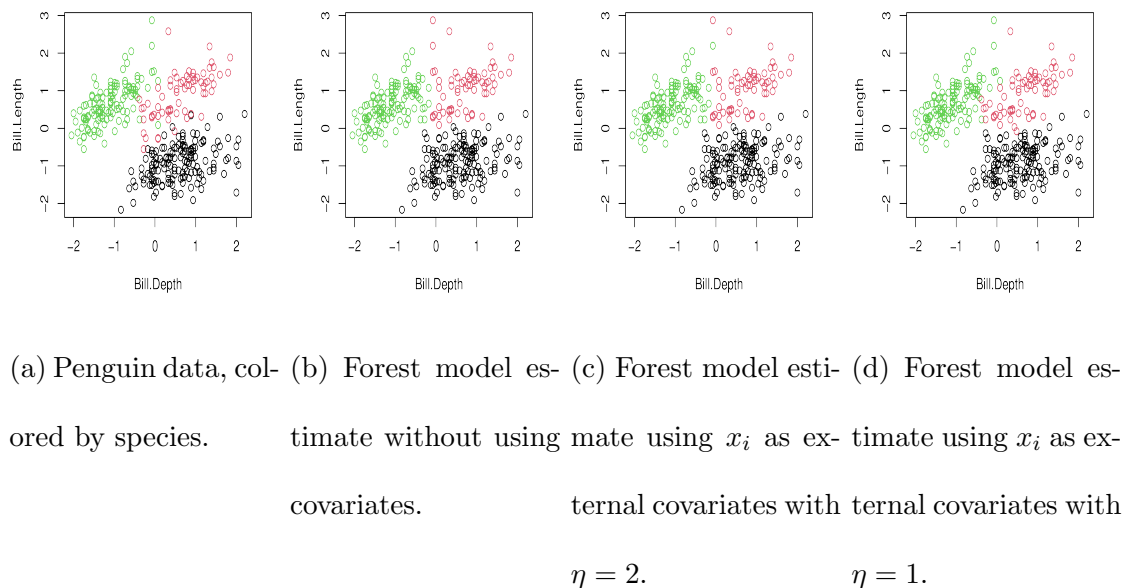 3
2
1
0
−1
−2
Bill.Length
−2 −1 0 1 2
Bill.Depth
3
2
1
0
−1
−2
Bill.Length
−2 −1 0 1 2
Bill.Depth
3
2
1
0
−1
−2
Bill.Length
−2 −1 0 1 2
Bill.Depth
3
2
1
0
−1
−2
Bill.Length
−2 −1 0 1 2
Bill.Depth
(a) Penguin data, col-
ored by species.
(b) Forest model es-
timate without using
covariates.
(c) Forest model esti-
mate using $x_i$ as ex-
ternal covariates with
η = 2.
(d) Forest model es-
timate using $x_i$ as ex-
ternal covariates with
η = 1.